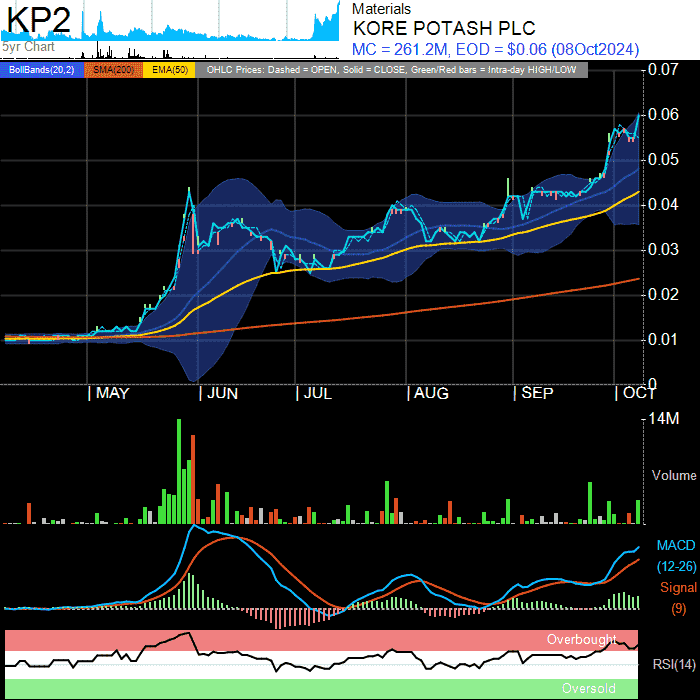 KP2
5yr Chart
Materials
KORE POTASH PLC
MC = 261.2M, EOD = $0.06 (08Oct2024)
BollBands(20,2) SMA(200) EMA(50) OHLC Prices: Dashed = OPEN, Solid = CLOSE, Green/Red bars = Intra-day HIGH/LOW
0.07
0.06
0.05
0.04
0.03
0.02
0.01
0
MAY JUN JUL AUG SEP OCT
14M
Volume
MACD
(12-26)
Signal
(9)
Overbought
RSI(14)
Oversold